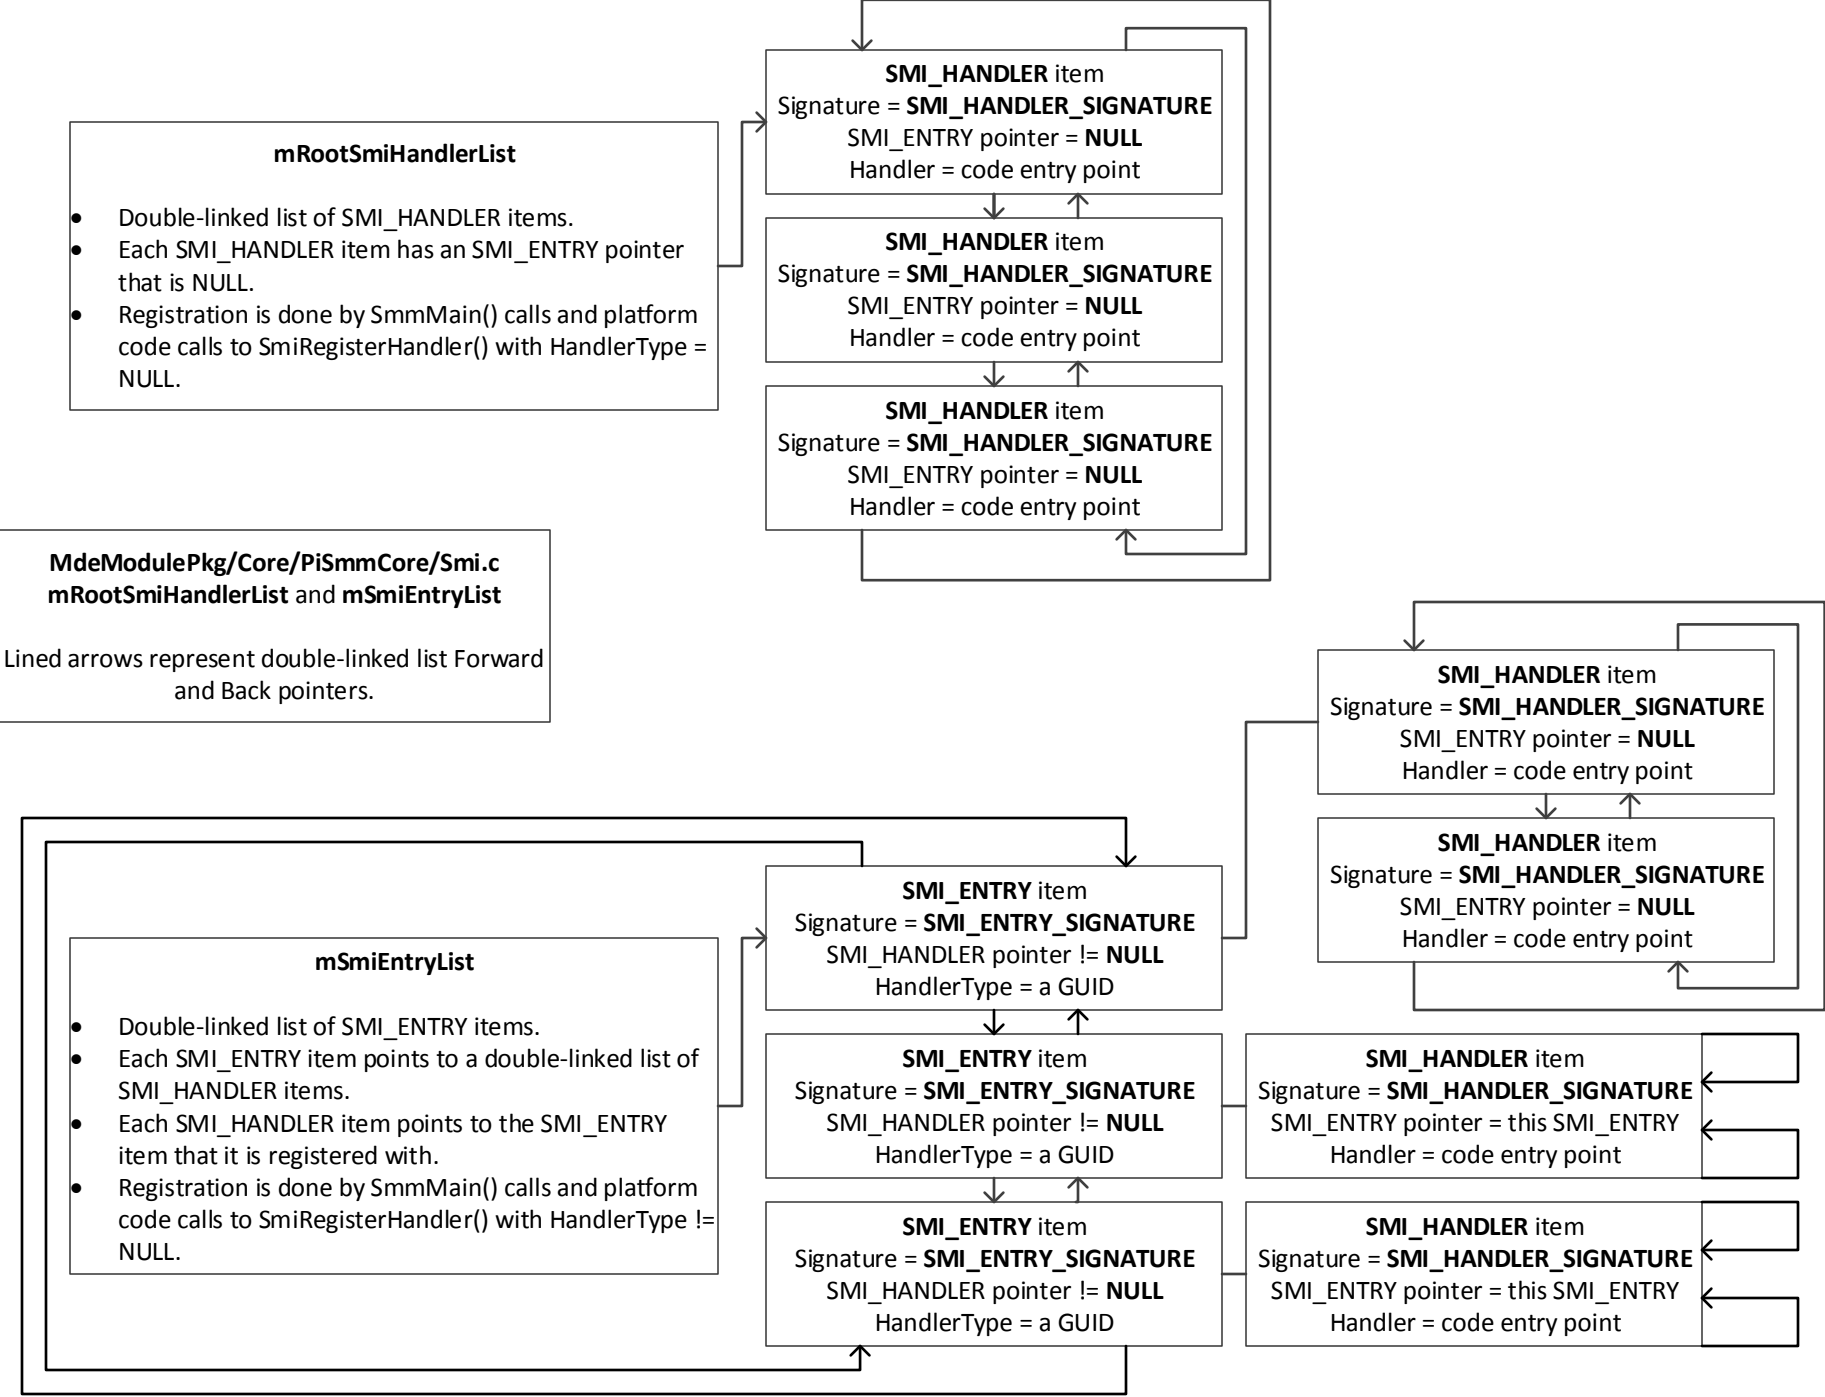 SMI_HANDLER item
Signature = SMI_HANDLER_SIGNATURE
SMI_ENTRY pointer = NULL
Handler = code entry point
mRootSmiHandlerList
• Double-linked list of SMI_HANDLER items.
• Each SMI_HANDLER item has an SMI_ENTRY pointer
that is NULL.
• Registration is done by SmmMain() calls and platform
code calls to SmiRegisterHandler() with HandlerType =
NULL.
SMI_HANDLER item
Signature = SMI_HANDLER_SIGNATURE
SMI_ENTRY pointer = NULL
Handler = code entry point
SMI_HANDLER item
Signature = SMI_HANDLER_SIGNATURE
SMI_ENTRY pointer = NULL
Handler = code entry point
MdeModulePkg/Core/PiSmmCore/Smi.c
mRootSmiHandlerList and mSmiEntryList
Lined arrows represent double-linked list Forward
and Back pointers.
SMI_HANDLER item
Signature = SMI_HANDLER_SIGNATURE
SMI_ENTRY pointer = NULL
Handler = code entry point
SMI_HANDLER item
Signature = SMI_HANDLER_SIGNATURE
SMI_ENTRY pointer = NULL
Handler = code entry point
SMI_ENTRY item
Signature = SMI_ENTRY_SIGNATURE
SMI_HANDLER pointer != NULL
HandlerType = a GUID
mSmiEntryList
• Double-linked list of SMI_ENTRY items.
• Each SMI_ENTRY item points to a double-linked list of
SMI_HANDLER items.
• Each SMI_HANDLER item points to the SMI_ENTRY
item that it is registered with.
• Registration is done by SmmMain() calls and platform
code calls to SmiRegisterHandler() with HandlerType !=
NULL.
SMI_ENTRY item
Signature = SMI_ENTRY_SIGNATURE
SMI_HANDLER pointer != NULL
HandlerType = a GUID
SMI_HANDLER item
Signature = SMI_HANDLER_SIGNATURE
SMI_ENTRY pointer = this SMI_ENTRY
Handler = code entry point
SMI_ENTRY item
Signature = SMI_ENTRY_SIGNATURE
SMI_HANDLER pointer != NULL
HandlerType = a GUID
SMI_HANDLER item
Signature = SMI_HANDLER_SIGNATURE
SMI_ENTRY pointer = this SMI_ENTRY
Handler = code entry point